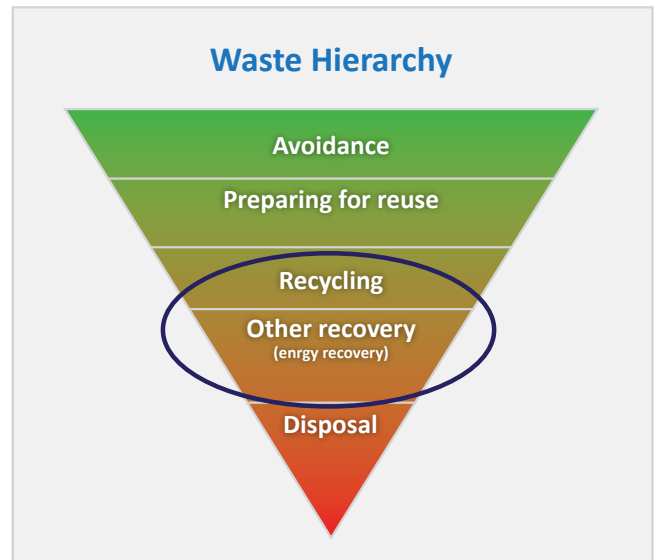 Waste Hierarchy
Avoidance
Preparing for reuse
Recycling
Other recovery
(enrgy recovery)
Disposal